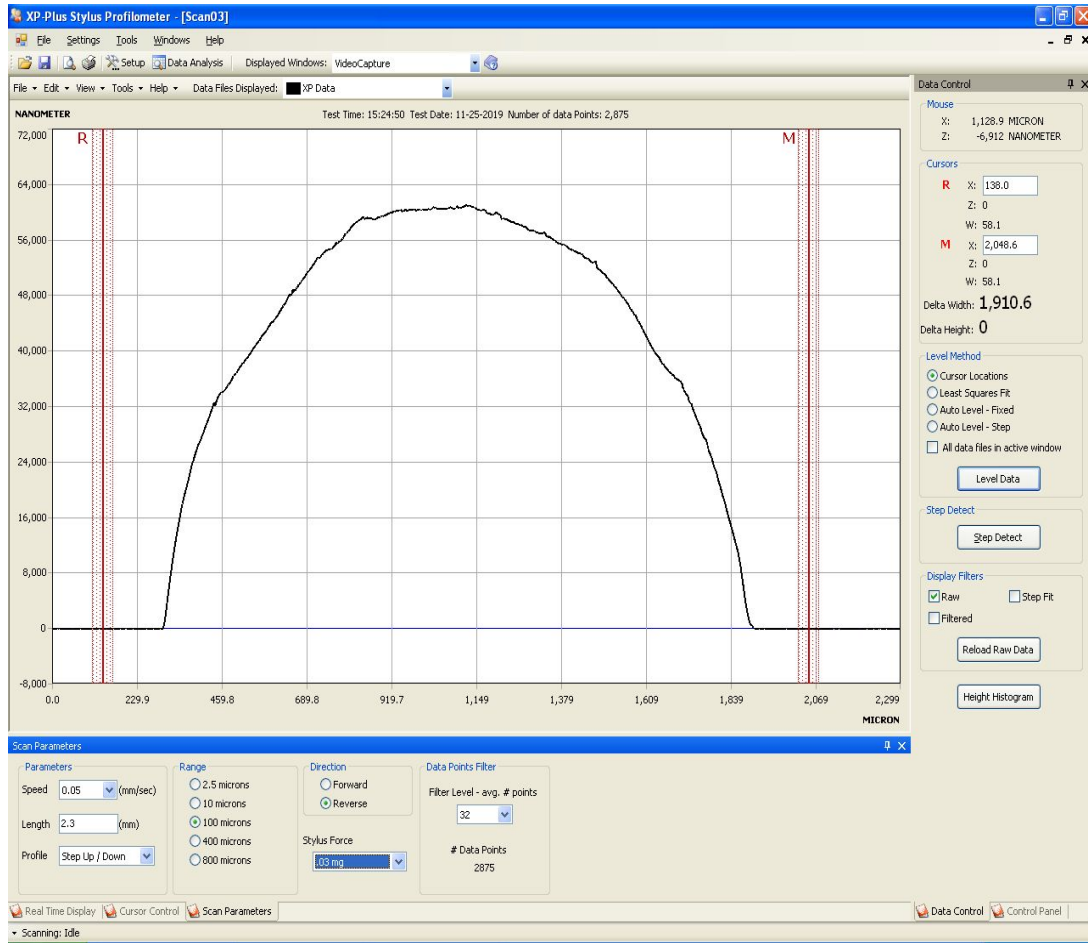 XP-Plus Stylus Profilometer - [Scan03]
File Settings Tools Windows Help
Setup Data Analysis Displayed Windows: VideoCapture
File Edit View Tools Help Data Files Displayed: XP Data
NANOMETER Test Time: 15:24:50 Test Date: 11-25-2019 Number of data Points: 2,875
72,000
R M
64,000
56,000
48,000
40,000
32,000
24,000
16,000
8,000
0
-8,000
0.0 229.9 459.8 689.8 919.7 1,149 1,379 1,609 1,839 2,069 2,299
MICRON
Data Control
Mouse
X: 1,128.9 MICRON
Z: -6,912 NANOMETER
Cursors
R X: 138.0
Z: 0
W: 58.1
M X: 2,048.6
Z: 0
W: 58.1
Delta Width: 1,910.6
Delta Height: 0
Level Method
Cursor Locations
Least Squares Fit
Auto Level - Fixed
Auto Level - Step
All data files in active window
Level Data
Step Detect
Step Detect
Display Filters
Raw Step Fit
Filtered
Reload Raw Data
Height Histogram
Scan Parameters
Parameters
Speed 0.05 (mm/sec)
Length 2.3 (mm)
Profile Step Up / Down
Range
2.5 microns
10 microns
100 microns
400 microns
800 microns
Direction
Forward
Reverse
Stylus Force
.03 mg
Data Points Filter
Filter Level - avg. # points
32
# Data Points
2875
Real Time Display Cursor Control Scan Parameters
Data Control Control Panel
Scanning: Idle